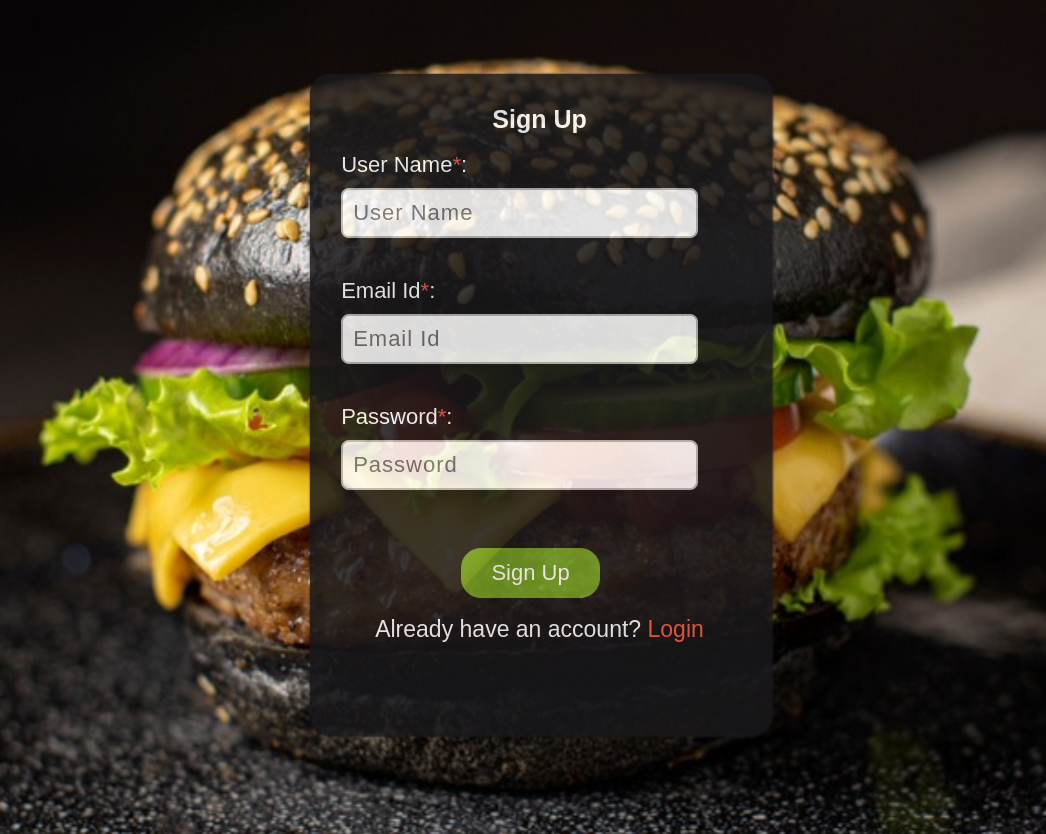 Sign Up
User Name*:
User Name
Email Id*:
Email Id
Password*:
Password
Sign Up
Already have an account? Login